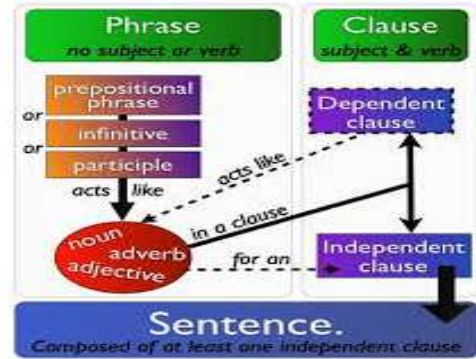 Phrase
no subject or verb
Clause
subject & verb
prepositional
phrase
or
infinitive
or
participle
acts like
noun
adverb
adjective
Dependent
clause
acts like
in a clause
for an
Independent
clause
Sentence.
Composed of at least one independent clause